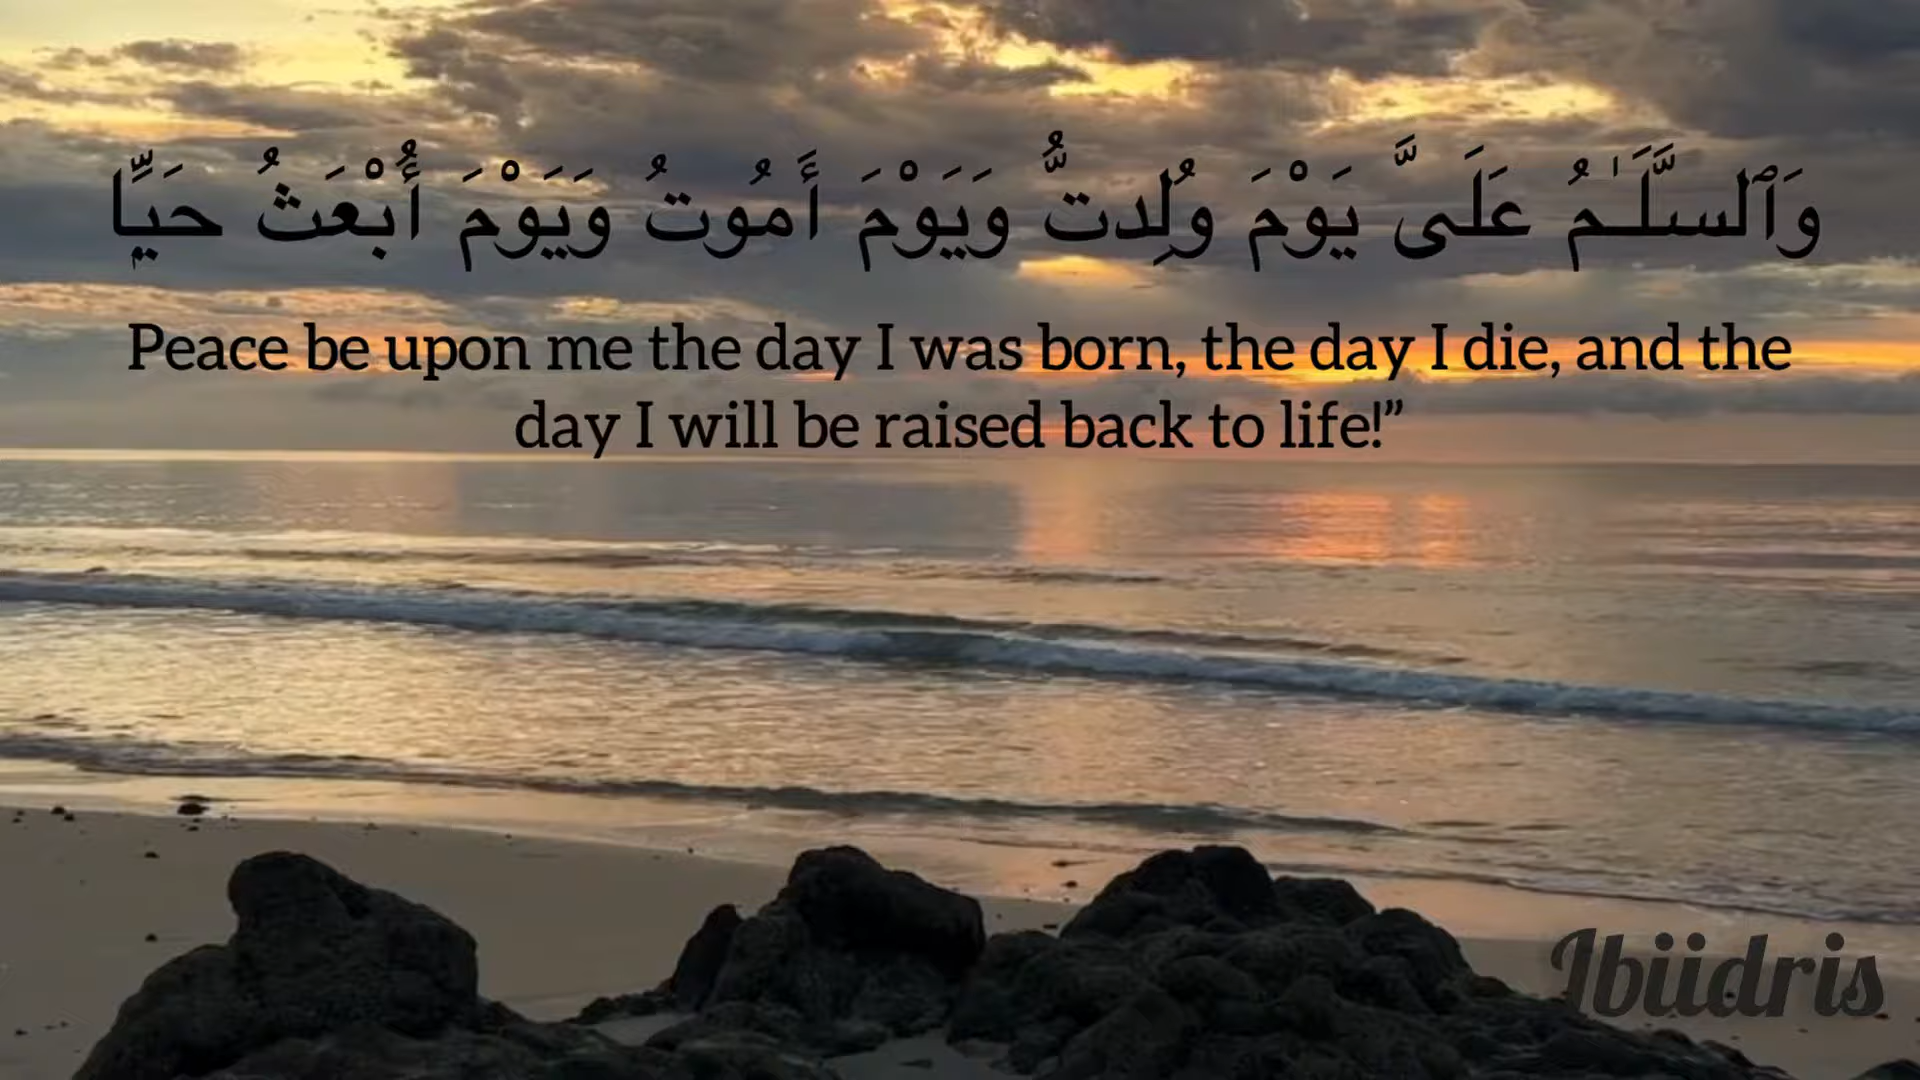 وَٱلسَّلَـٰمُ عَلَىَّ يَوْمَ وُلِدتُّ وَيَوْمَ أَمُوتُ وَيَوْمَ أُبْعَثُ حَيًّۭا
Peace be upon me the day I was born, the day I die, and the
day I will be raised back to life!”
Ibiidris